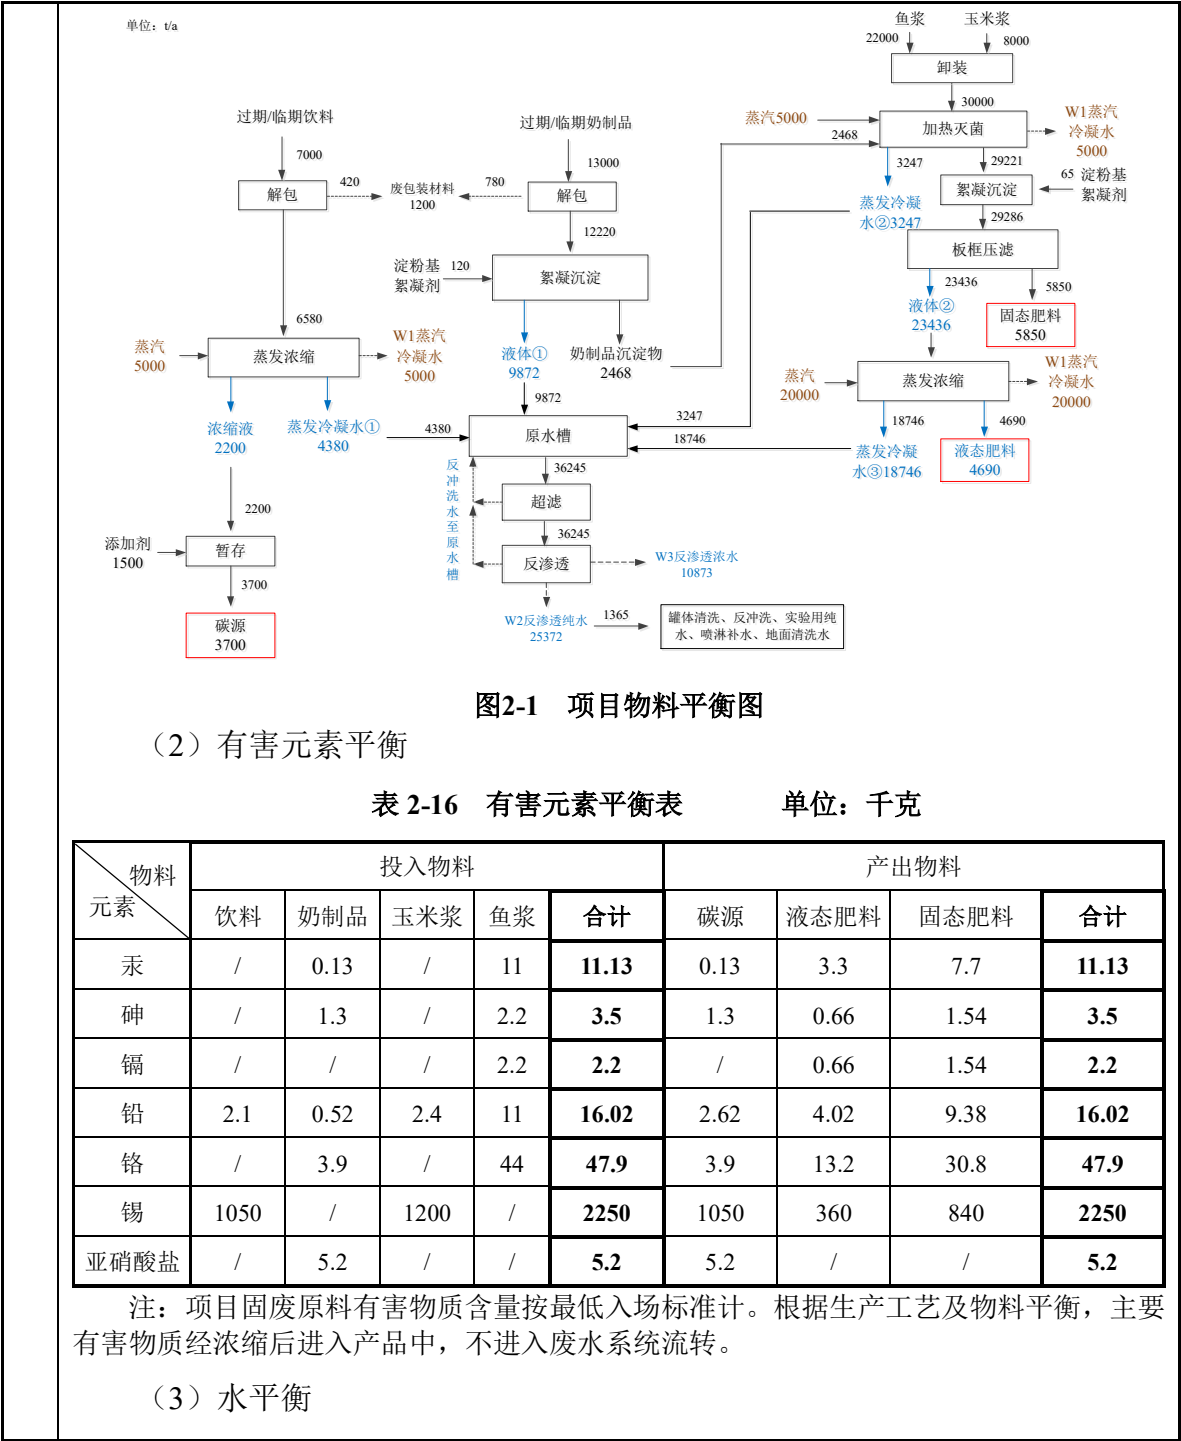 单位：t/a
鱼浆
玉米浆
22000
8000
卸装
30000
过期/临期饮料
过期/临期奶制品
蒸汽5000
2468
加热灭菌
W1蒸汽
冷凝水
5000
7000
13000
3247
29221
解包
420
废包装材料
1200
780
解包
絮凝沉淀
65
淀粉基
絮凝剂
蒸发冷凝
水②3247
29286
12220
板框压滤
淀粉基
絮凝剂
120
絮凝沉淀
23436
5850
液体②
23436
固态肥料
5850
6580
蒸汽
5000
蒸发浓缩
W1蒸汽
冷凝水
5000
液体①
9872
奶制品沉淀物
2468
蒸汽
20000
蒸发浓缩
W1蒸汽
冷凝水
20000
9872
浓缩液
2200
蒸发冷凝水①
4380
4380
原水槽
3247
18746
18746
4690
蒸发冷凝
水③18746
液态肥料
4690
反冲洗水至原水槽
36245
超滤
2200
36245
添加剂
1500
暂存
反渗透
W3反渗透浓水
10873
3700
碳源
3700
W2反渗透纯水
25372
1365
罐体清洗、反冲洗、实验用纯
水、喷淋补水、地面清洗水
图2-1 项目物料平衡图
（2）有害元素平衡
表 2-16 有害元素平衡表 单位：千克
物料
元素
投入物料 产出物料
饮料 奶制品 玉米浆 鱼浆 合计 碳源 液态肥料 固态肥料 合计
汞 / 0.13 / 11 11.13 0.13 3.3 7.7 11.13
砷 / 1.3 / 2.2 3.5 1.3 0.66 1.54 3.5
镉 / / / 2.2 2.2 / 0.66 1.54 2.2
铅 2.1 0.52 2.4 11 16.02 2.62 4.02 9.38 16.02
铬 / 3.9 / 44 47.9 3.9 13.2 30.8 47.9
锡 1050 / 1200 / 2250 1050 360 840 2250
亚硝酸盐 / 5.2 / / 5.2 5.2 / / 5.2
注：项目固废原料有害物质含量按最低入场标准计。根据生产工艺及物料平衡，主要
有害物质经浓缩后进入产品中，不进入废水系统流转。
（3）水平衡